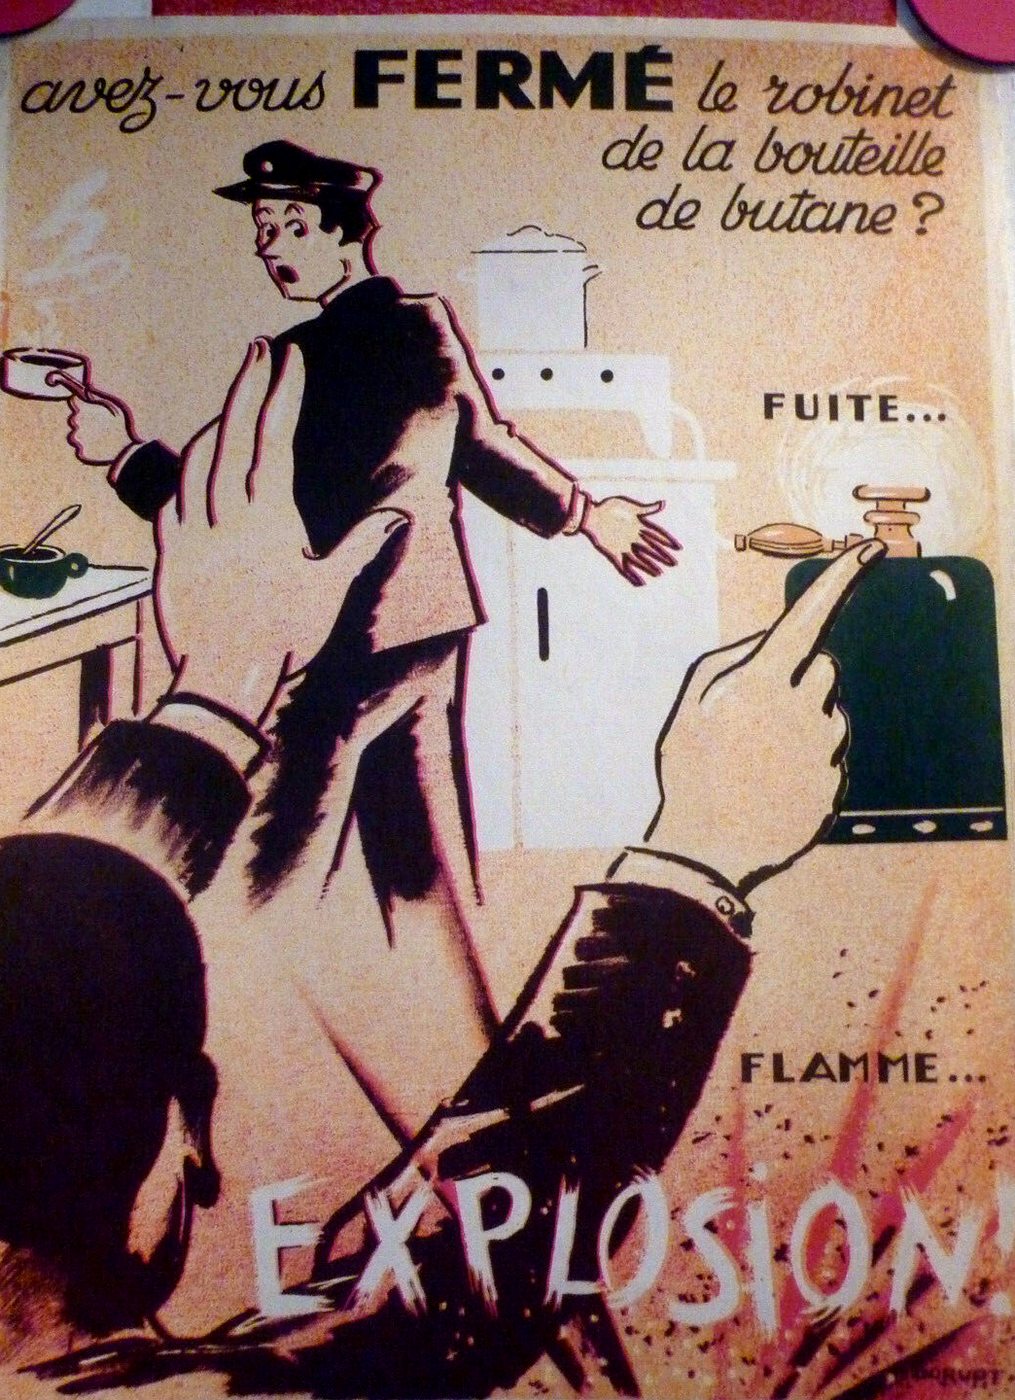 avez-vous FERMÉ le robinet
de la bouteille
de butane ?
FUITE...
FLAMME...
EXPLOSION!